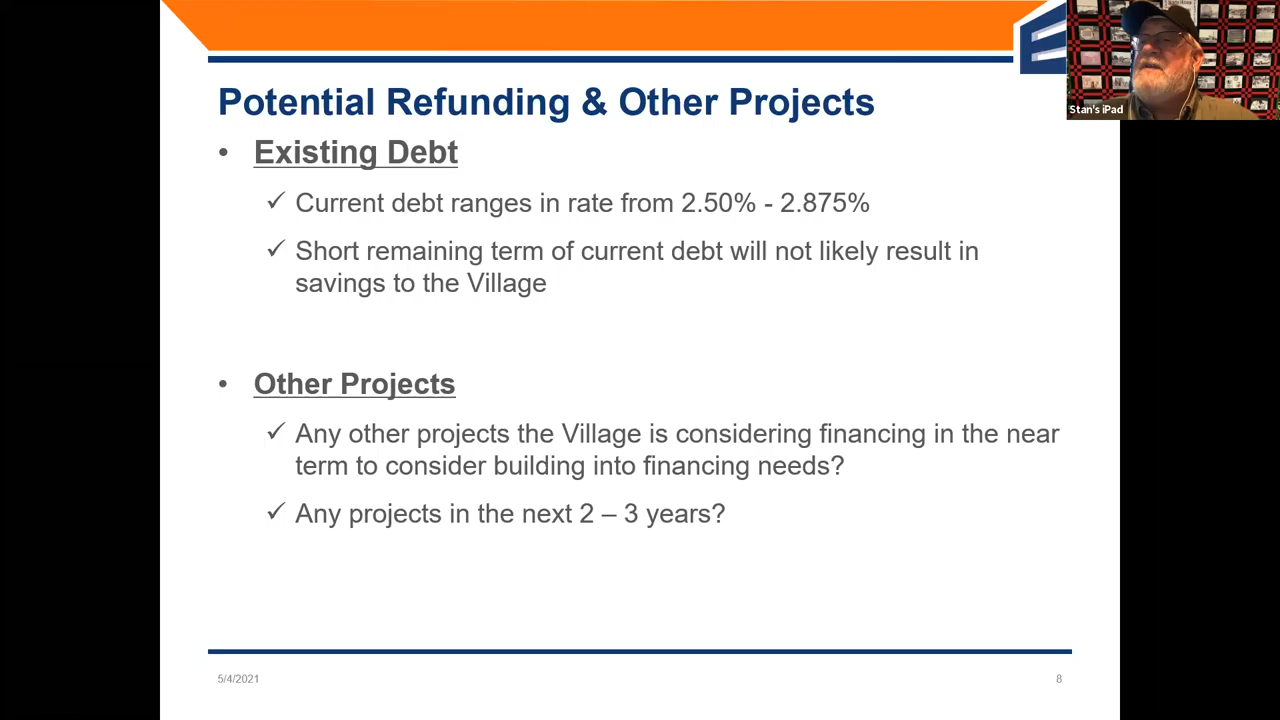 Stan's iPad
Potential Refunding & Other Projects
• Existing Debt
✓ Current debt ranges in rate from 2.50% - 2.875%
✓ Short remaining term of current debt will not likely result in
savings to the Village
• Other Projects
✓ Any other projects the Village is considering financing in the near
term to consider building into financing needs?
✓ Any projects in the next 2 – 3 years?
5/4/2021
8